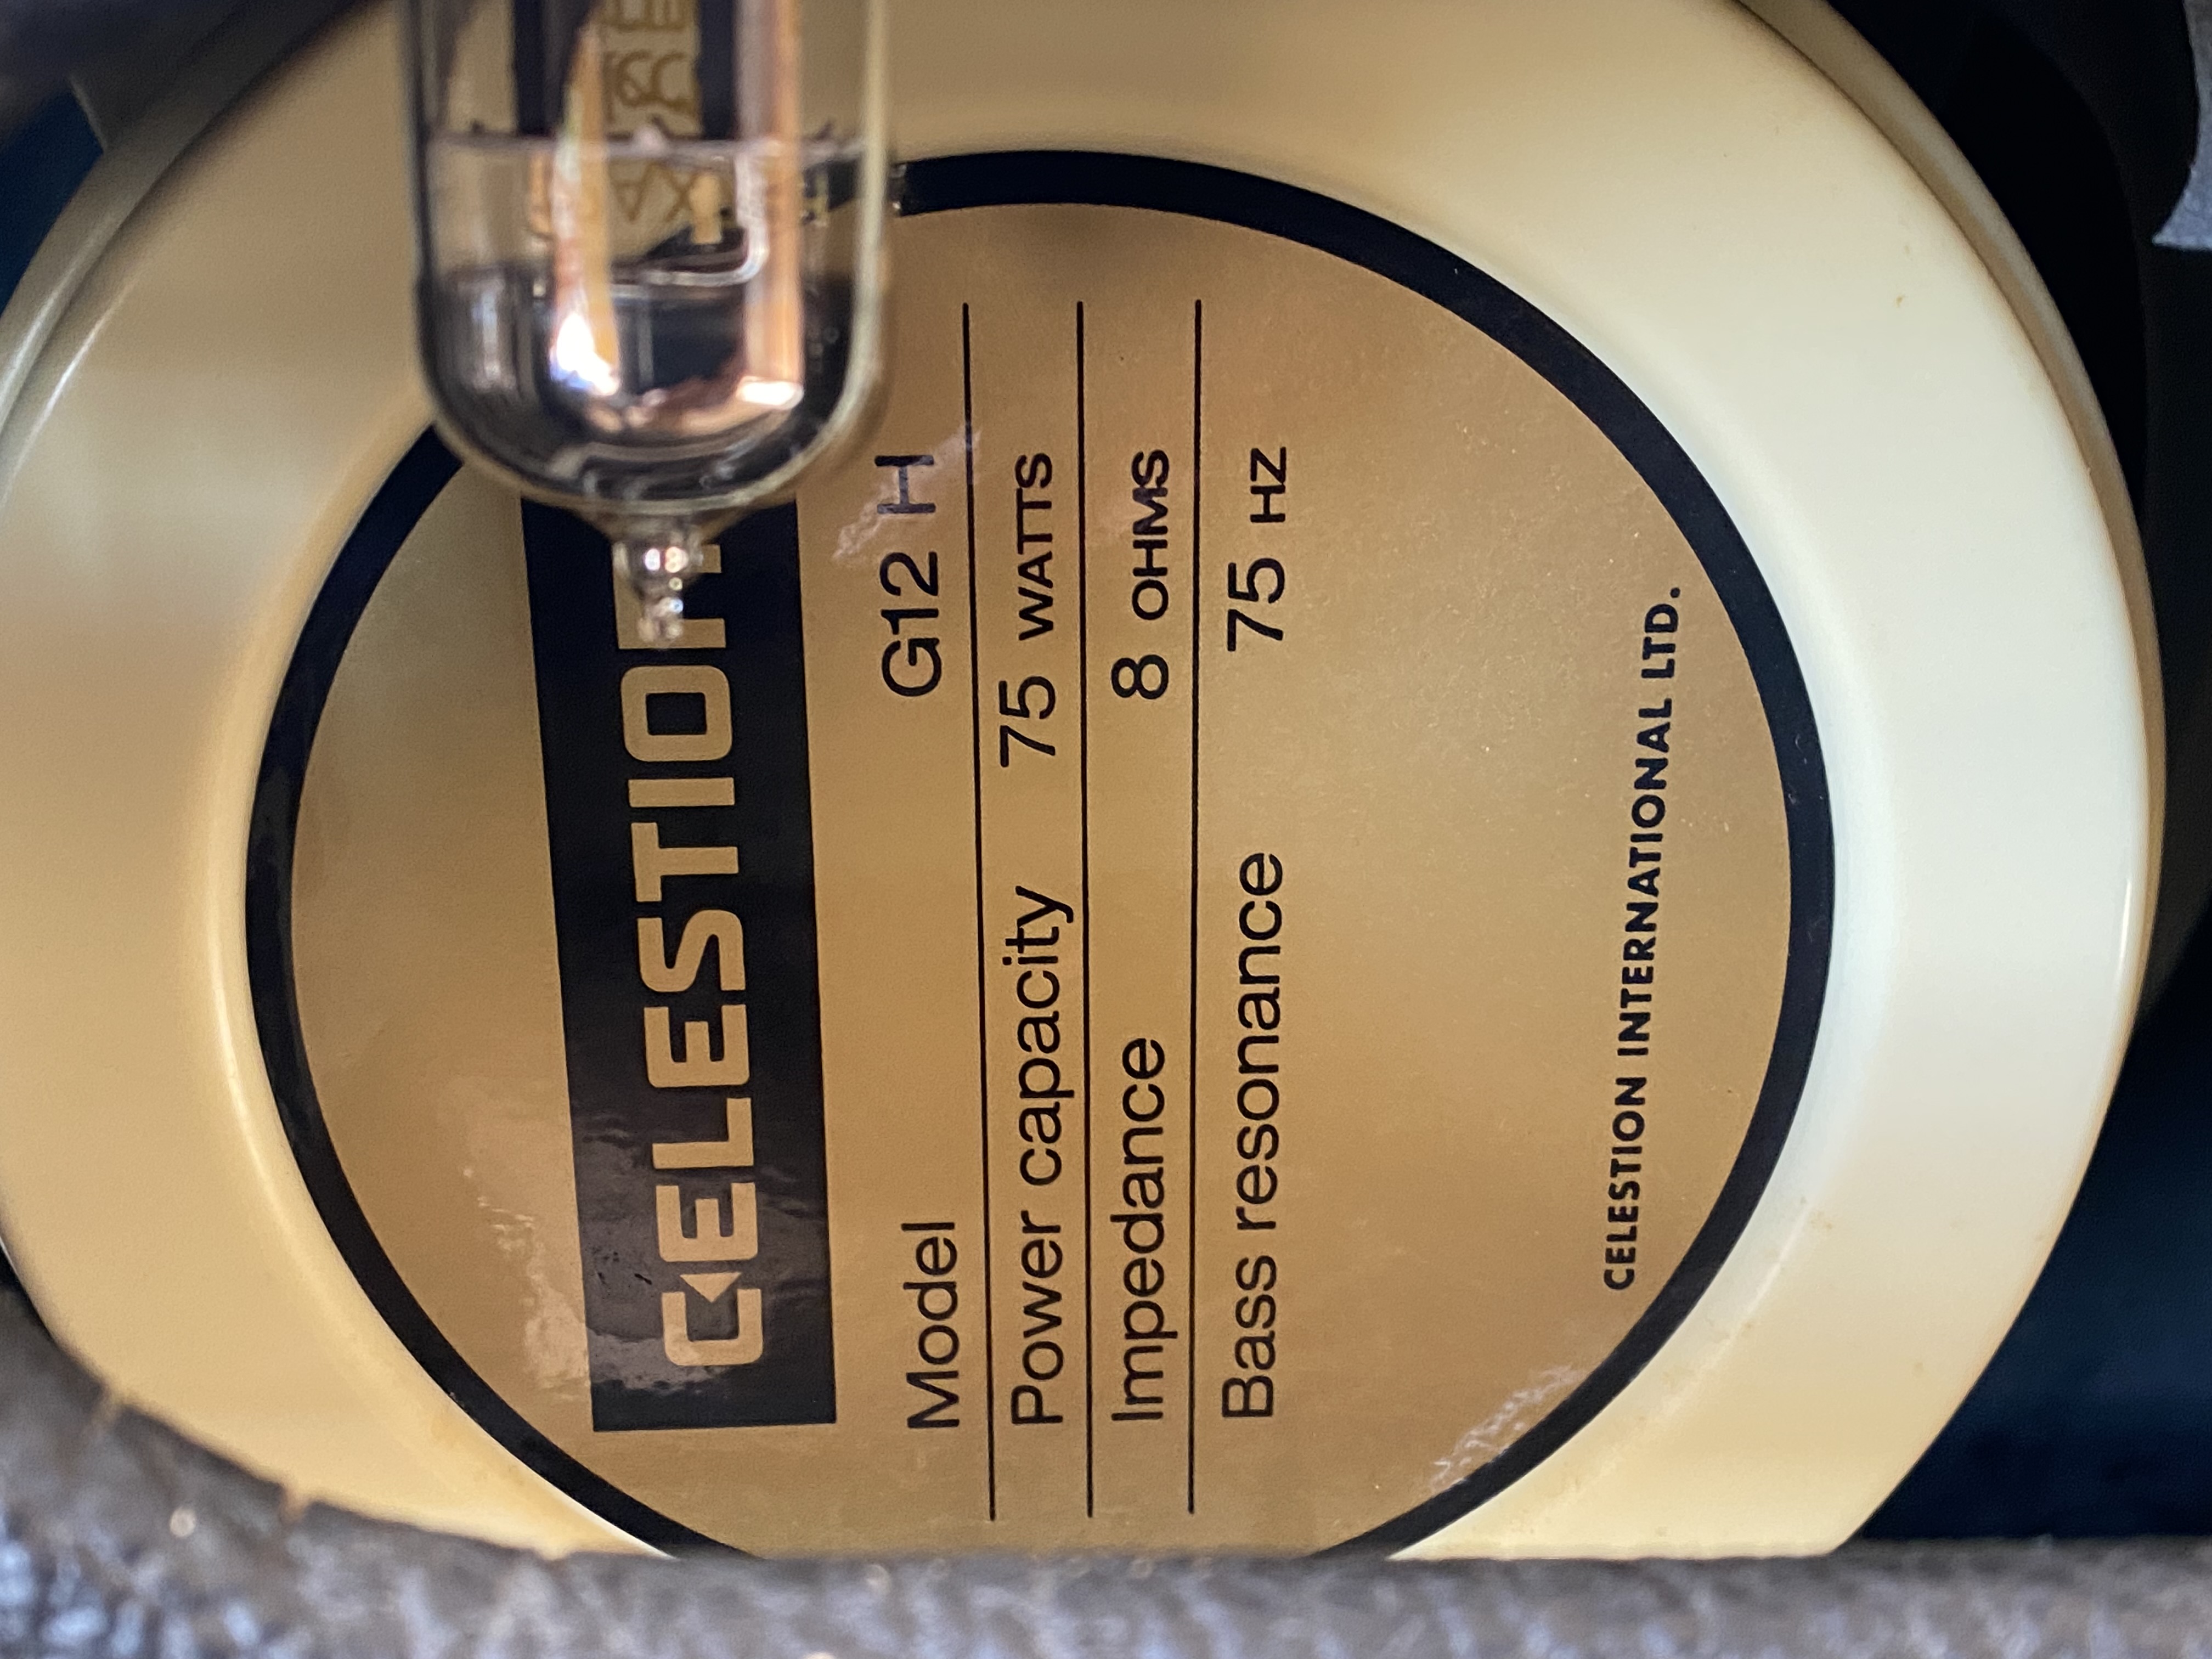 CELESTION
Model G12 H
Power capacity 75 WATTS
Impedance 8 OHMS
Bass resonance 75 HZ
CELESTION INTERNATIONAL LTD.